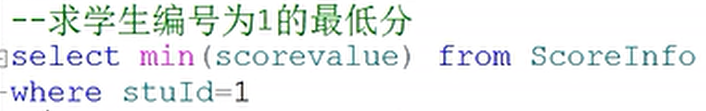 --求学生编号为1的最低分
select min(scorevalue) from ScoreInfo
where stuId=1